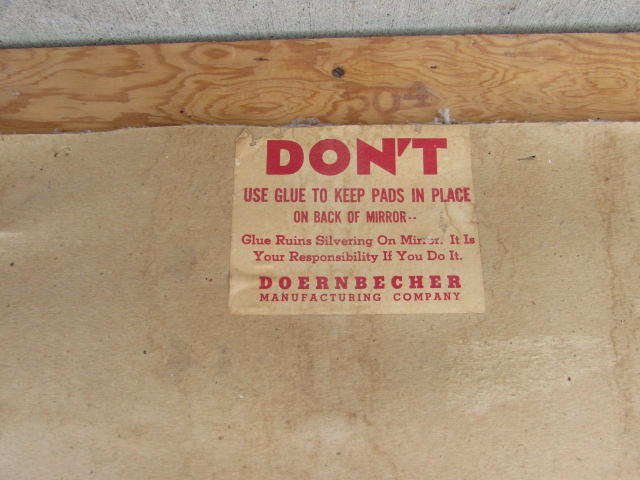 504
DON'T
USE GLUE TO KEEP PADS IN PLACE
ON BACK OF MIRROR--
Glue Ruins Silvering On Mirror. It Is
Your Responsibility If You Do It.
DOERNBECHER
MANUFACTURING COMPANY